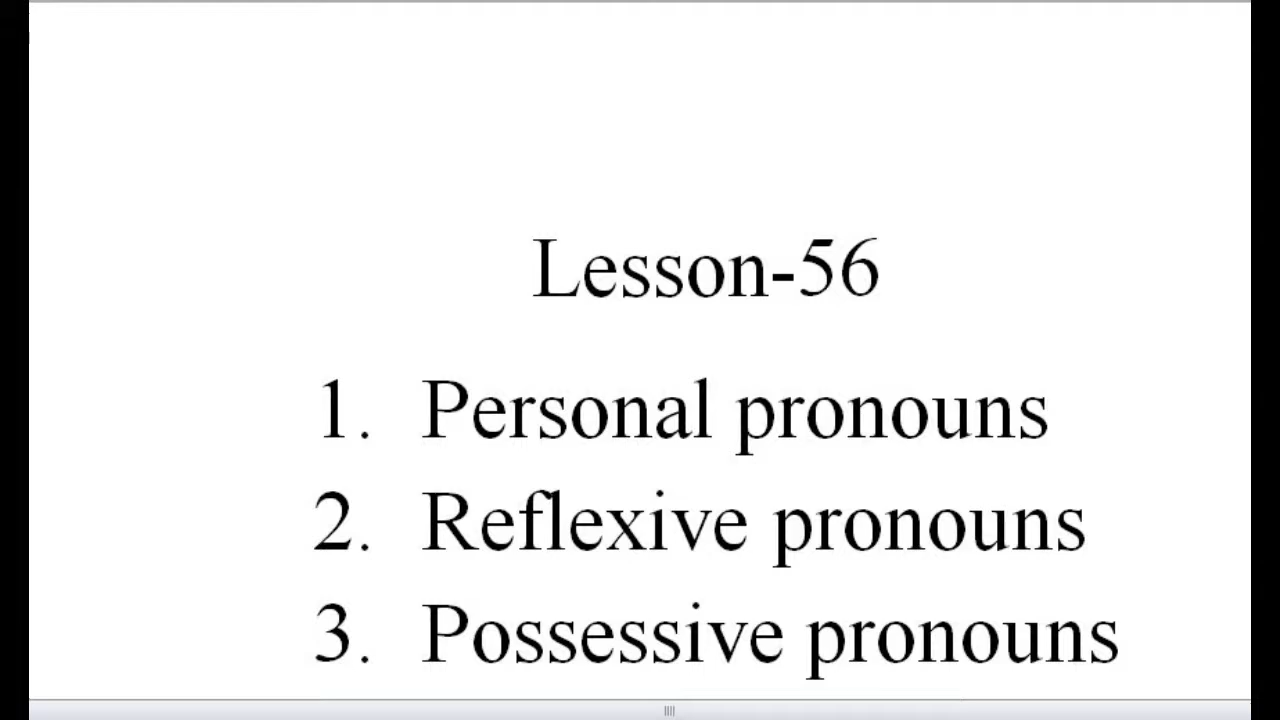 Lesson-56
1. Personal pronouns
2. Reflexive pronouns
3. Possessive pronouns